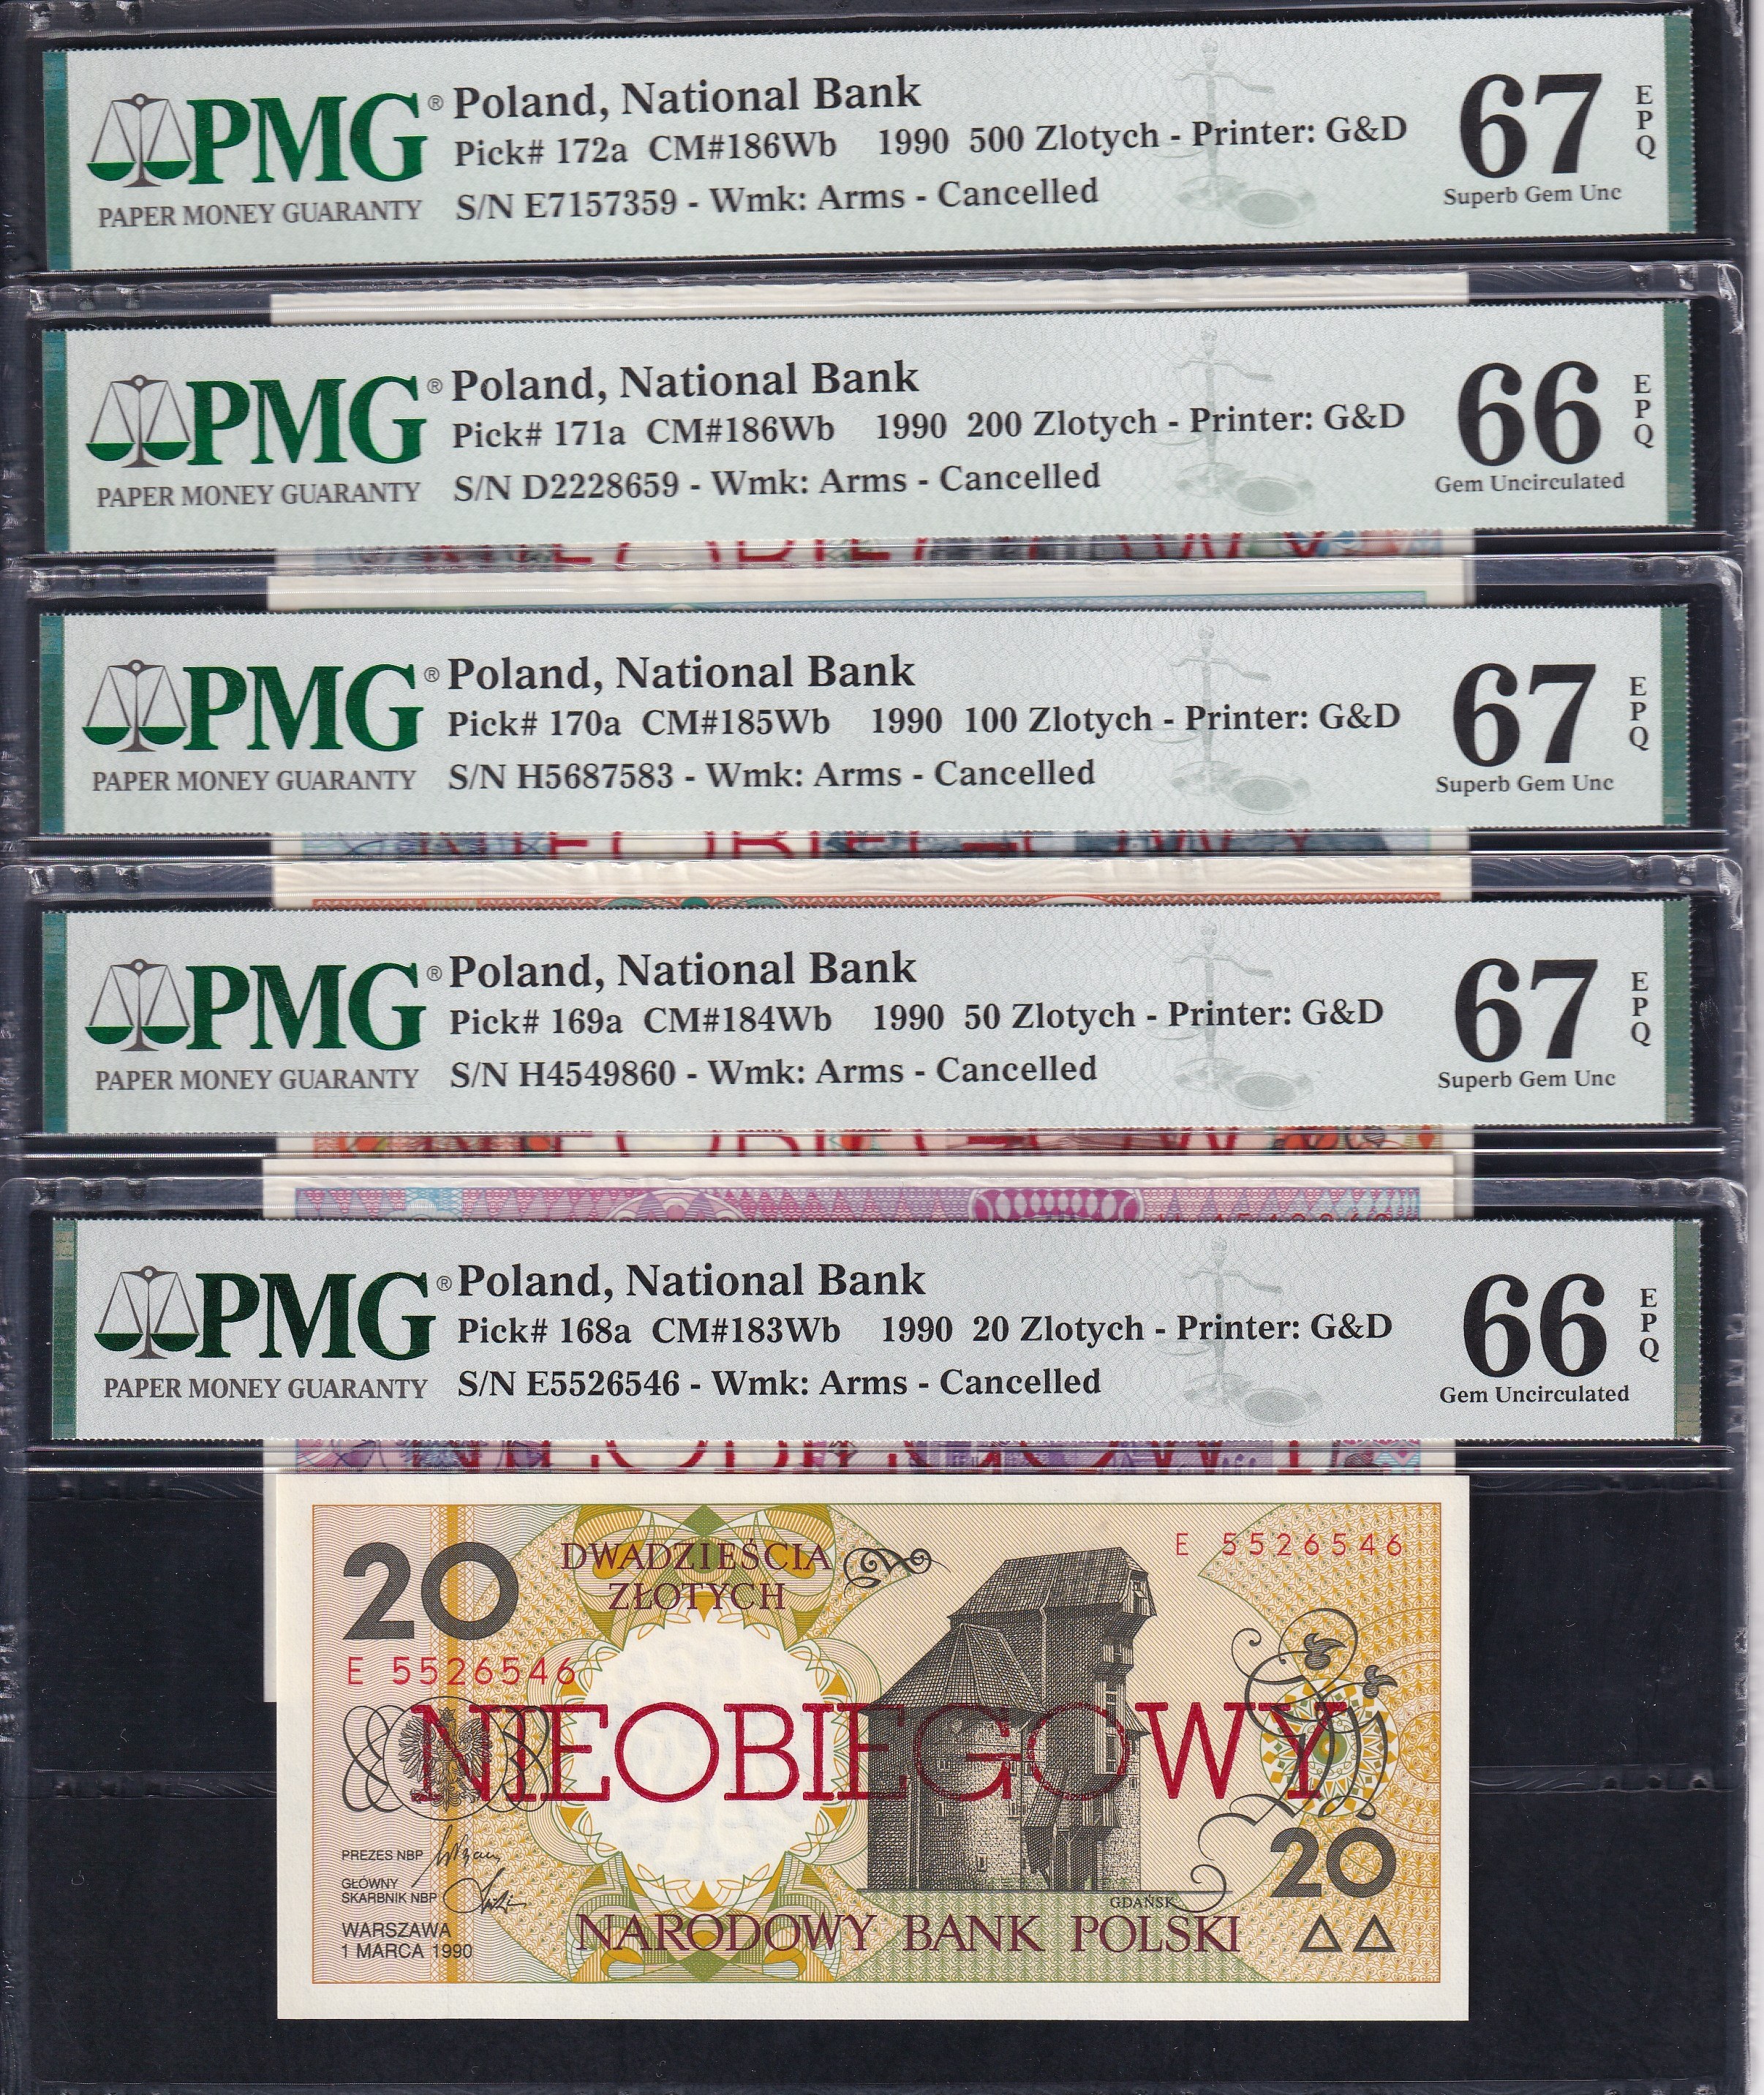 PMG®
PAPER MONEY GUARANTY
Poland, National Bank
Pick# 172a CM#186Wb 1990 500 Zlotych - Printer: G&D
S/N E7157359 - Wmk: Arms - Cancelled
67 EPQ
Superb Gem Unc
PMG®
PAPER MONEY GUARANTY
Poland, National Bank
Pick# 171a CM#186Wb 1990 200 Zlotych - Printer: G&D
S/N D2228659 - Wmk: Arms - Cancelled
66 EPQ
Gem Uncirculated
PMG®
PAPER MONEY GUARANTY
Poland, National Bank
Pick# 170a CM#185Wb 1990 100 Zlotych - Printer: G&D
S/N H5687583 - Wmk: Arms - Cancelled
67 EPQ
Superb Gem Unc
PMG®
PAPER MONEY GUARANTY
Poland, National Bank
Pick# 169a CM#184Wb 1990 50 Zlotych - Printer: G&D
S/N H4549860 - Wmk: Arms - Cancelled
67 EPQ
Superb Gem Unc
PMG®
PAPER MONEY GUARANTY
Poland, National Bank
Pick# 168a CM#183Wb 1990 20 Zlotych - Printer: G&D
S/N E5526546 - Wmk: Arms - Cancelled
66 EPQ
Gem Uncirculated
20
DWADZIEŚCIA
ZŁOTYCH
E 5526546
E 5526546
NIEOBIEGOWY
PREZES NBP
GŁÓWNY
SKARBNIK NBP
WARSZAWA
1 MARCA 1990
GDAŃSK
20
NARODOWY BANK POLSKI